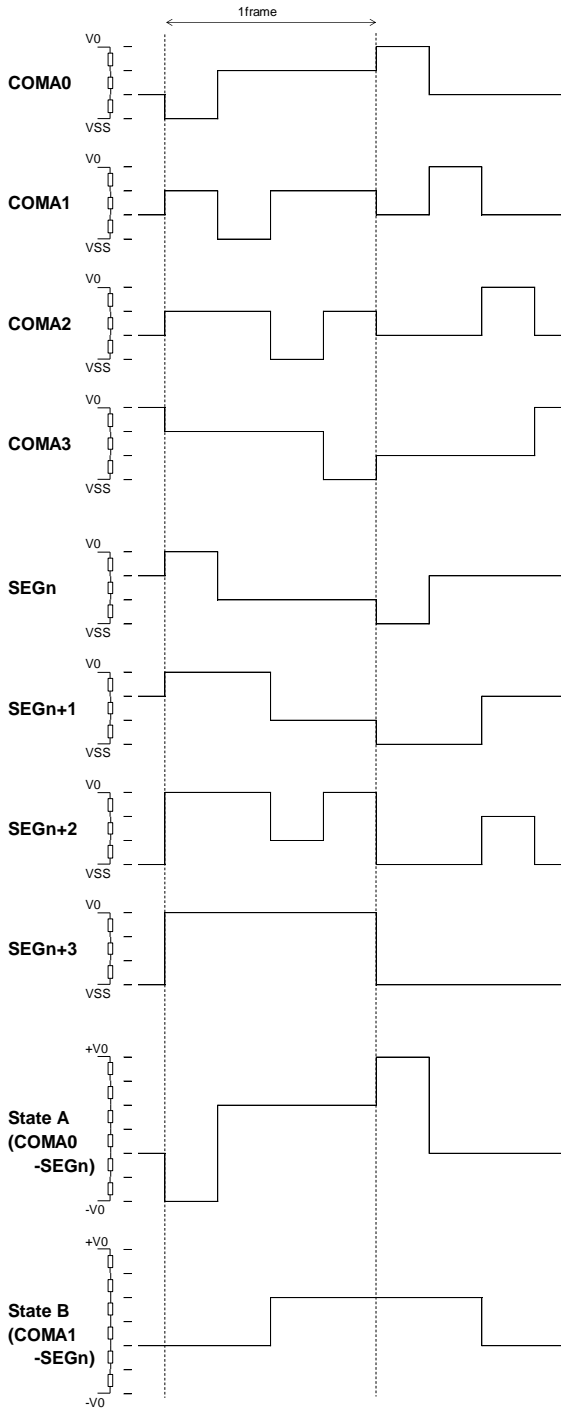 1frame
V0
COMA0
VSS
V0
COMA1
VSS
V0
COMA2
VSS
V0
COMA3
VSS
V0
SEGn
VSS
V0
SEGn+1
VSS
V0
SEGn+2
VSS
V0
SEGn+3
VSS
+V0
State A
(COMA0
-SEGn)
-V0
+V0
State B
(COMA1
-SEGn)
-V0